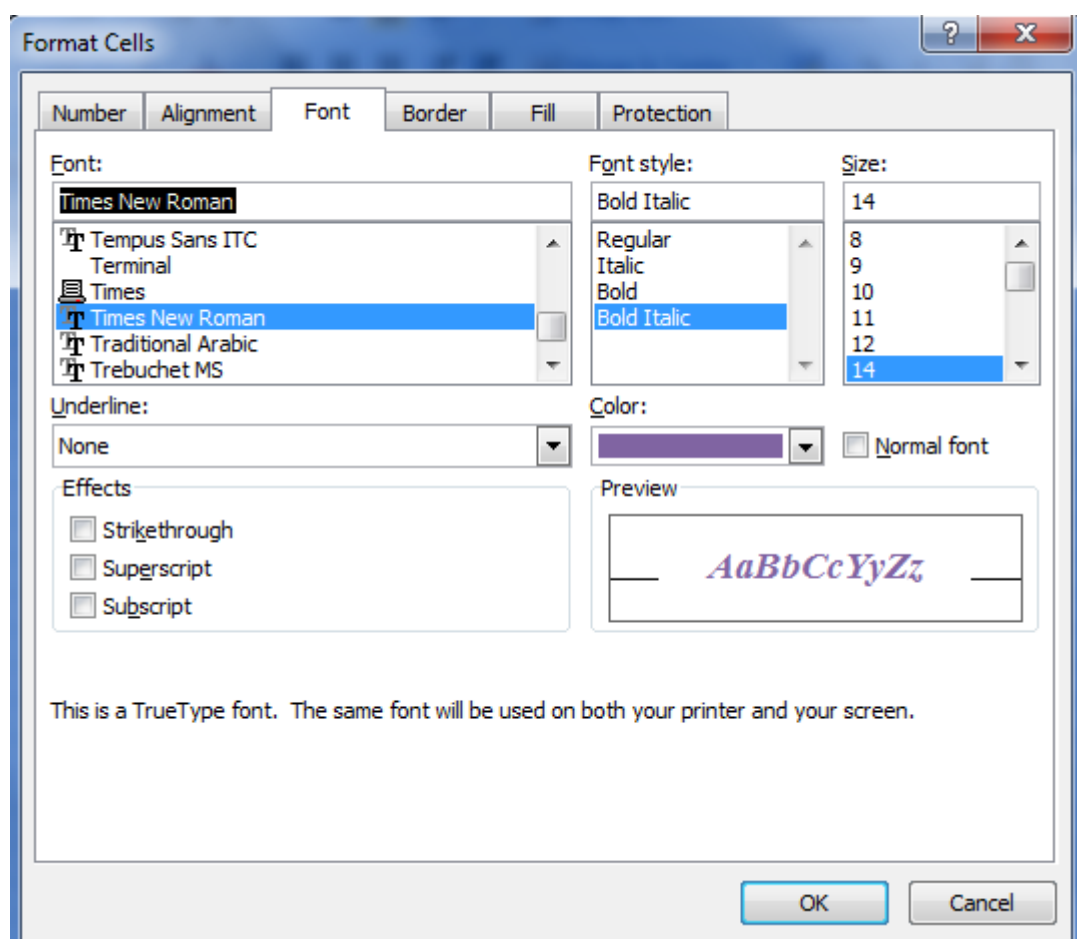 Format Cells
Number Alignment Font Border Fill Protection
Font: Font style: Size:
Times New Roman Bold Italic 14
Tempus Sans ITC Regular 8
Terminal Italic 9
Times Bold 10
Times New Roman Bold Italic 11
Traditional Arabic 12
Trebuchet MS 14
Underline: Color:
None Normal font
Effects Preview
Strikethrough
AaBbCcYyZz
Superscript
Subscript
This is a TrueType font.  The same font will be used on both your printer and your screen.
OK Cancel